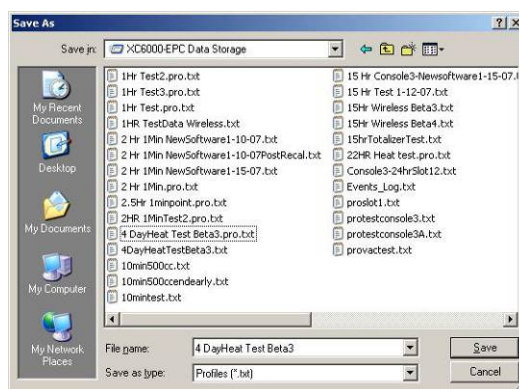 Save As
Save in:
XC6000-EPC Data Storage
My Recent
Documents
Desktop
My Documents
My Computer
My Network
Places
1Hr Test2.pro.txt
1Hr Test3.pro.txt
1Hr Test.pro.txt
1HR TestData Wireless.txt
2 Hr 1Min NewSoftware1-10-07.txt
2 Hr 1Min NewSoftware1-10-07PostRecal.txt
2 Hr 1Min NewSoftware1-15-07.txt
2 Hr 1Min.pro.txt
2.5Hr 1minpoint.pro.txt
2HR 1MinTest2.pro.txt
4 DayHeat Test Beta3.pro.txt
4DayHeatTestBeta3.txt
10min500cc.txt
10min500ccendearly.txt
10mintest.txt
15 Hr Console3-Newsoftware1-15-07.
15 Hr Test 1-12-07.txt
15Hr Wireless Beta3.txt
15Hr Wireless Beta4.txt
15hrTotalizerTest.txt
22HR Heat test.pro.txt
Console3-24hrSlot12.txt
Events_Log.txt
proslot1.txt
protestconsole3.txt
protestconsole3A.txt
provactest.txt
File name:
4 DayHeat Test Beta3
Save
Save as type:
Profiles (*.txt)
Cancel